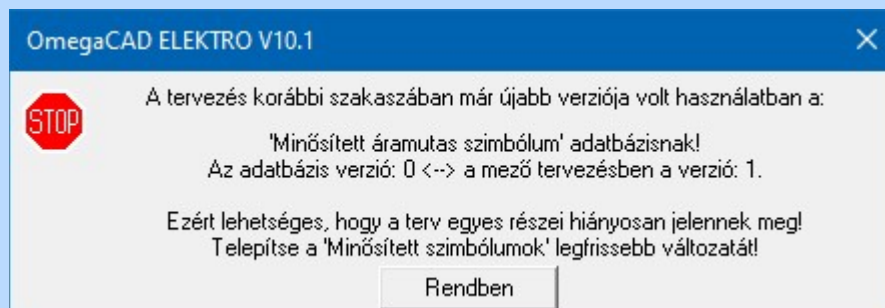 OmegaCAD ELEKTRO V10.1
STOP
A tervezés korábbi szakaszában már újabb verziója volt használatban a:
'Minősített áramutas szimbólum' adatbázisnak!
Az adatbázis verzió: 0 <--> a mező tervezésben a verzió: 1.
Ezért lehetséges, hogy a terv egyes részei hiányosan jelennek meg!
Telepítse a 'Minősített szimbólumok' legfrissebb változatát!
Rendben